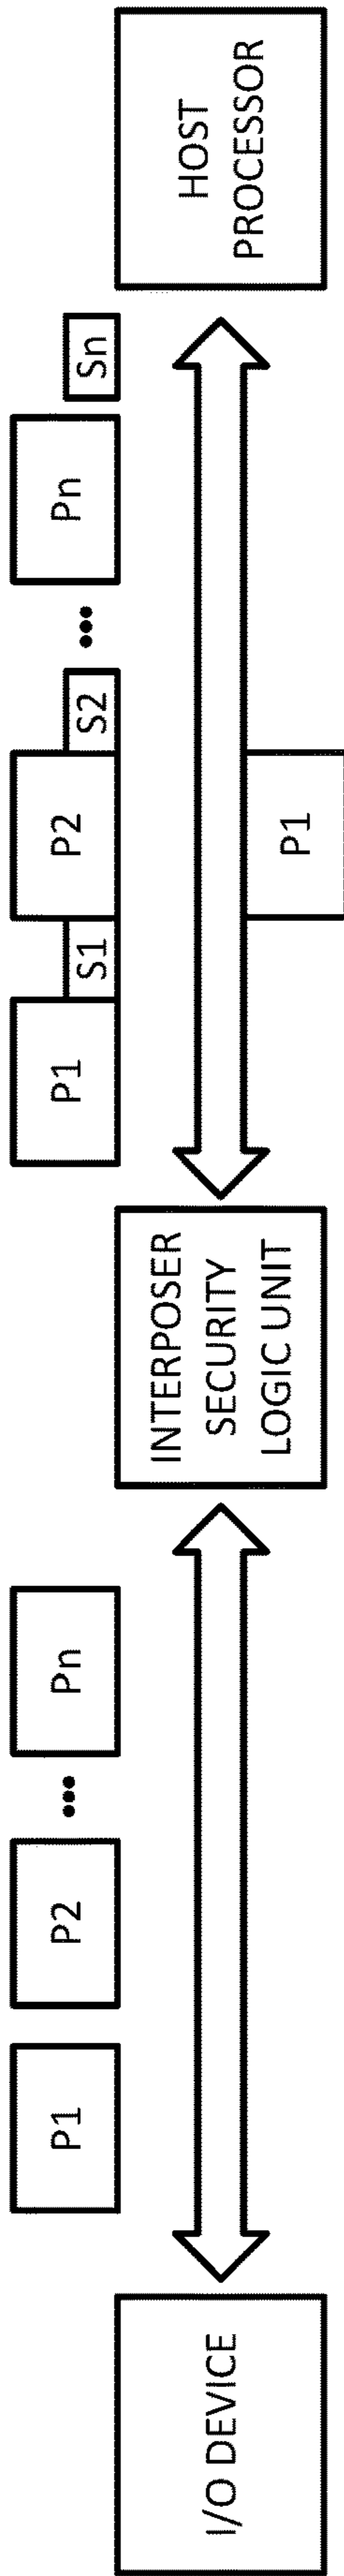 P1
P2
•••
Pn
P1
S1
P2
S2
•••
Pn
Sn
I/O DEVICE
INTERPOSER
SECURITY
LOGIC UNIT
HOST
PROCESSOR
P1